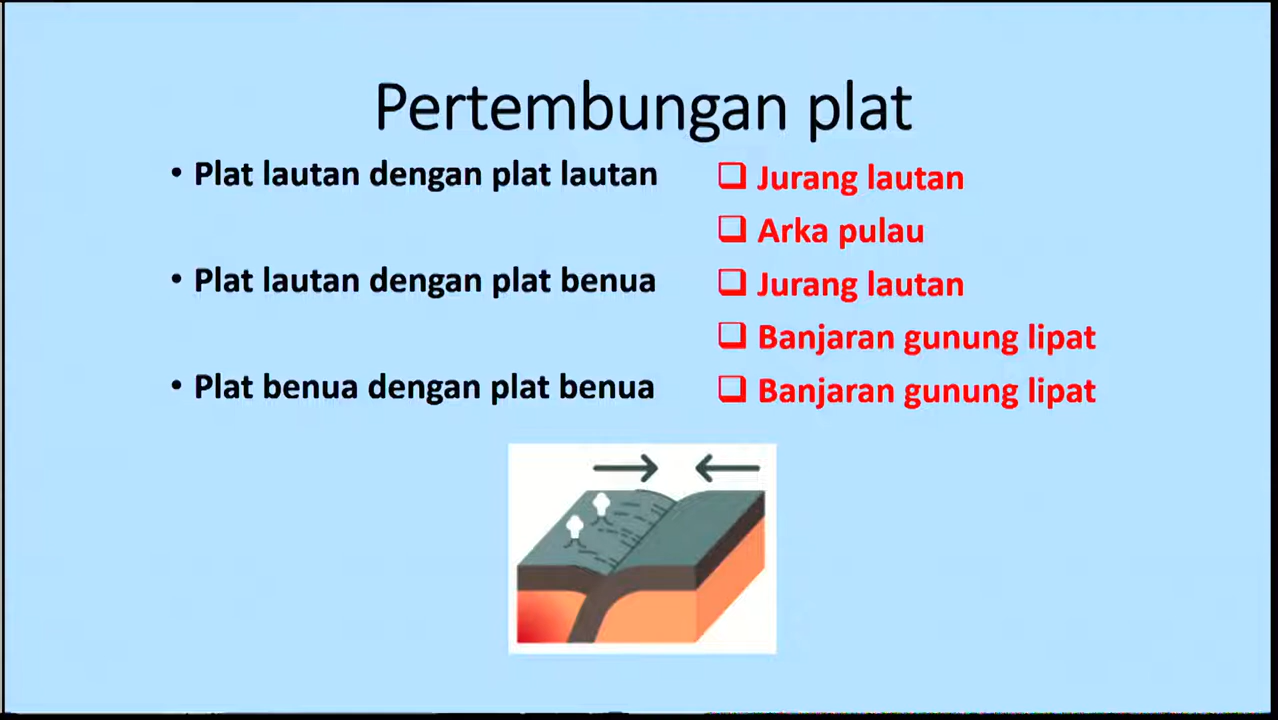 Pertembungan plat
• Plat lautan dengan plat lautan
❑ Jurang lautan
❑ Arka pulau
• Plat lautan dengan plat benua
❑ Jurang lautan
❑ Banjaran gunung lipat
• Plat benua dengan plat benua
❑ Banjaran gunung lipat